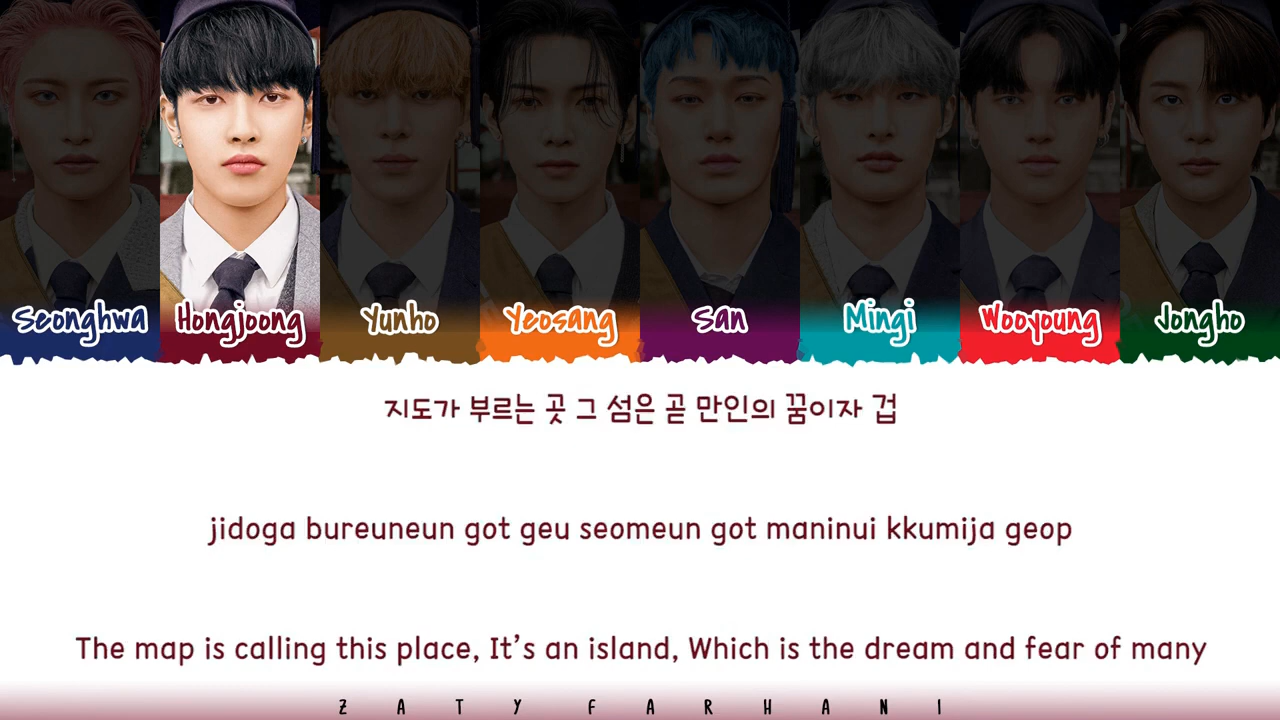 Seonghwa Hongjoong Yunho Yeosang San Mingi Wooyoung Jongho
지도가 부르는 곳 그 섬은 곧 만인의 꿈이자 겁
jidoga bureuneun got geu seomeun got maninui kkumija geop
The map is calling this place, It's an island, Which is the dream and fear of many
ZATY FARHANI